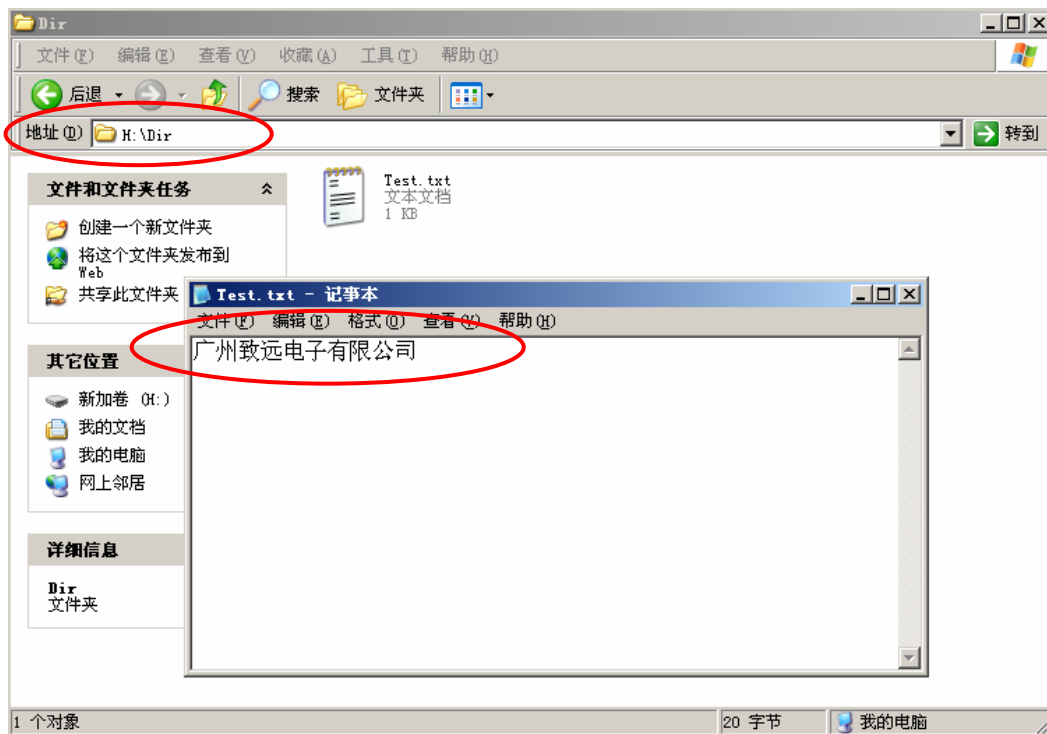 Dir
文件(F) 编辑(E) 查看(V) 收藏(A) 工具(T) 帮助(H)
后退 搜索 文件夹
地址(D) H:\Dir 转到
文件和文件夹任务
创建一个新文件夹
将这个文件夹发布到
Web
共享此文件夹
Test.txt
文本文档
1 KB
Test.txt - 记事本
文件(F) 编辑(E) 格式(O) 查看(V) 帮助(H)
广州致远电子有限公司
其它位置
新加卷 (H:)
我的文档
我的电脑
网上邻居
详细信息
Dir
文件夹
1 个对象 20 字节 我的电脑